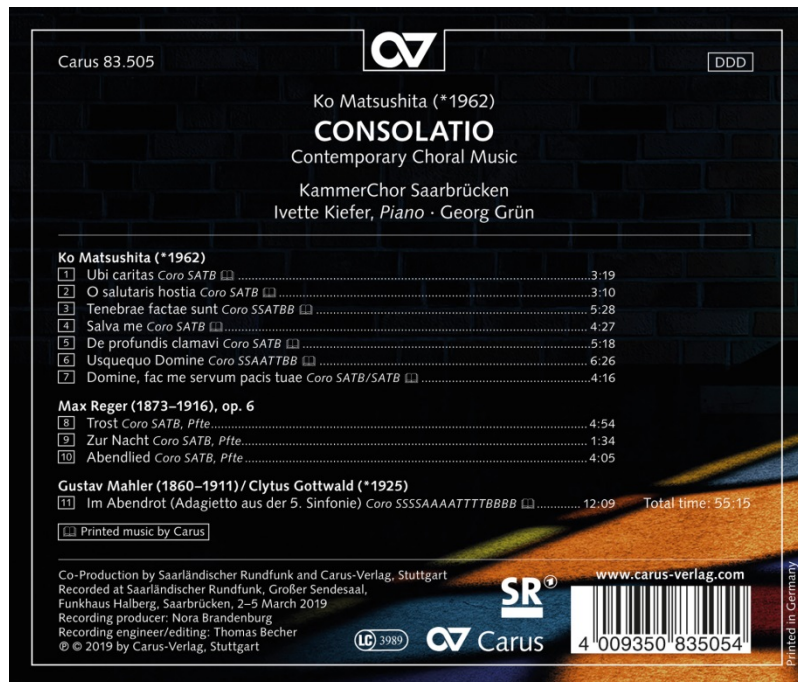 Carus 83.505
DDD
Ko Matsushita (*1962)
CONSOLATIO
Contemporary Choral Music
KammerChor Saarbrücken
Ivette Kiefer, Piano · Georg Grün
Ko Matsushita (*1962)
1 Ubi caritas Coro SATB 3:19
2 O salutaris hostia Coro SATB 3:10
3 Tenebrae factae sunt Coro SSATBB 5:28
4 Salva me Coro SATB 4:27
5 De profundis clamavi Coro SATB 5:18
6 Usquequo Domine Coro SSAATTBB 6:26
7 Domine, fac me servum pacis tuae Coro SATB/SATB 4:16
Max Reger (1873–1916), op. 6
8 Trost Coro SATB, Pfte 4:54
9 Zur Nacht Coro SATB, Pfte 1:34
10 Abendlied Coro SATB, Pfte 4:05
Gustav Mahler (1860–1911) / Clytus Gottwald (*1925)
11 Im Abendrot (Adagietto aus der 5. Sinfonie) Coro SSSSAAAATTTTBBBB 12:09 Total time: 55:15
Printed music by Carus
Co-Production by Saarländischer Rundfunk and Carus-Verlag, Stuttgart
Recorded at Saarländischer Rundfunk, Großer Sendesaal,
Funkhaus Halberg, Saarbrücken, 2–5 March 2019
Recording producer: Nora Brandenburg
Recording engineer/editing: Thomas Becher
℗ © 2019 by Carus-Verlag, Stuttgart
LC 3989
Carus
SR
www.carus-verlag.com
4 009350 835054
Printed in Germany